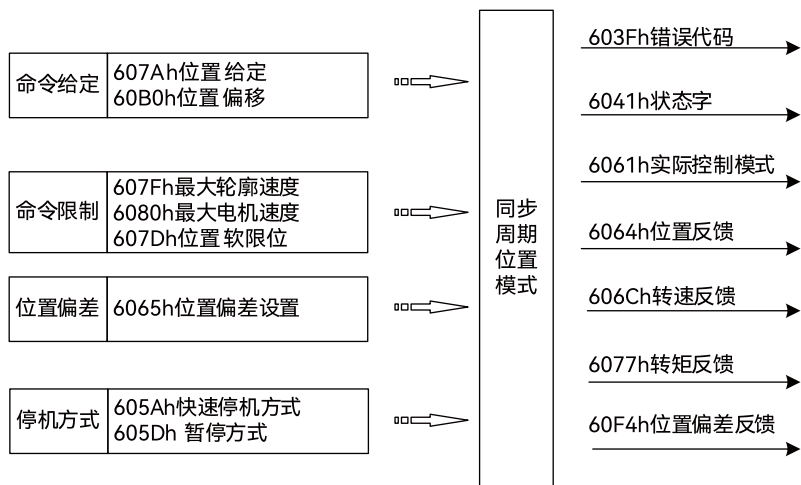 命令给定
607Ah位置给定
60B0h位置偏移
命令限制
607Fh最大轮廓速度
6080h最大电机速度
607Dh位置软限位
位置偏差
6065h位置偏差设置
停机方式
605Ah快速停机方式
605Dh 暂停方式
同步
周期
位置
模式
603Fh错误代码
6041h状态字
6061h实际控制模式
6064h位置反馈
606Ch转速反馈
6077h转矩反馈
60F4h位置偏差反馈